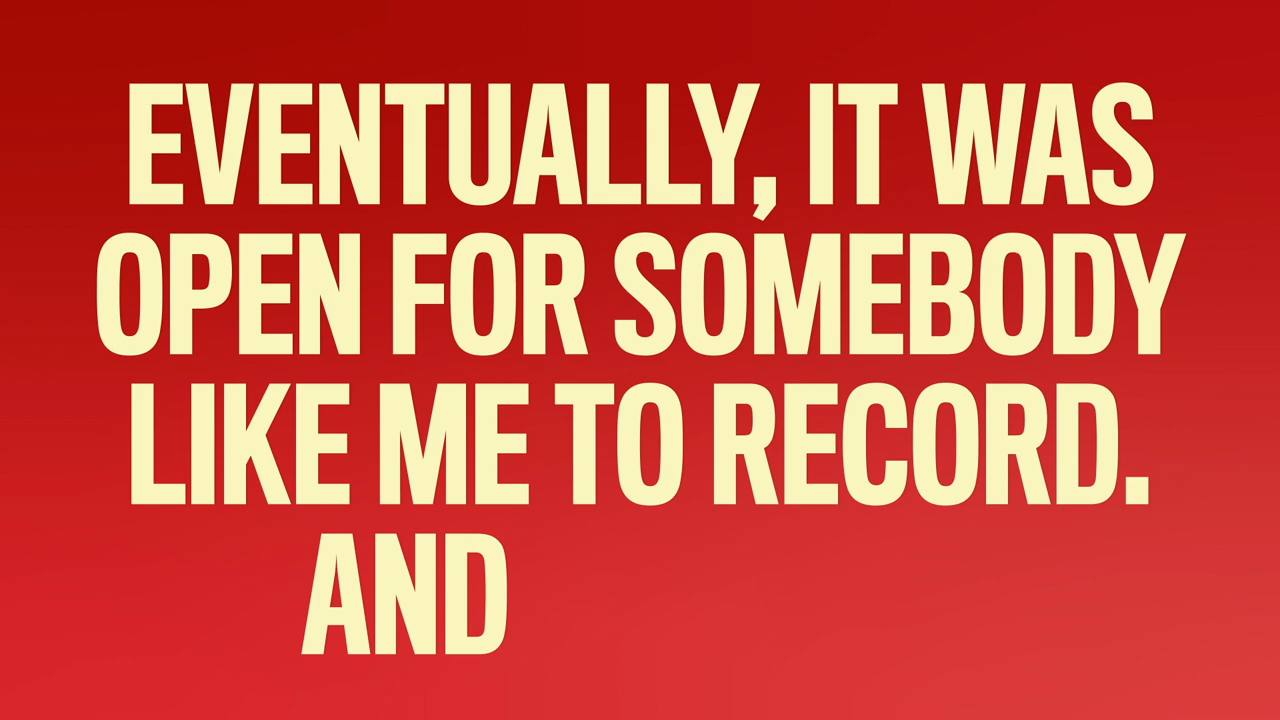 EVENTUALLY, IT WAS
OPEN FOR SOMEBODY
LIKE ME TO RECORD.
AND